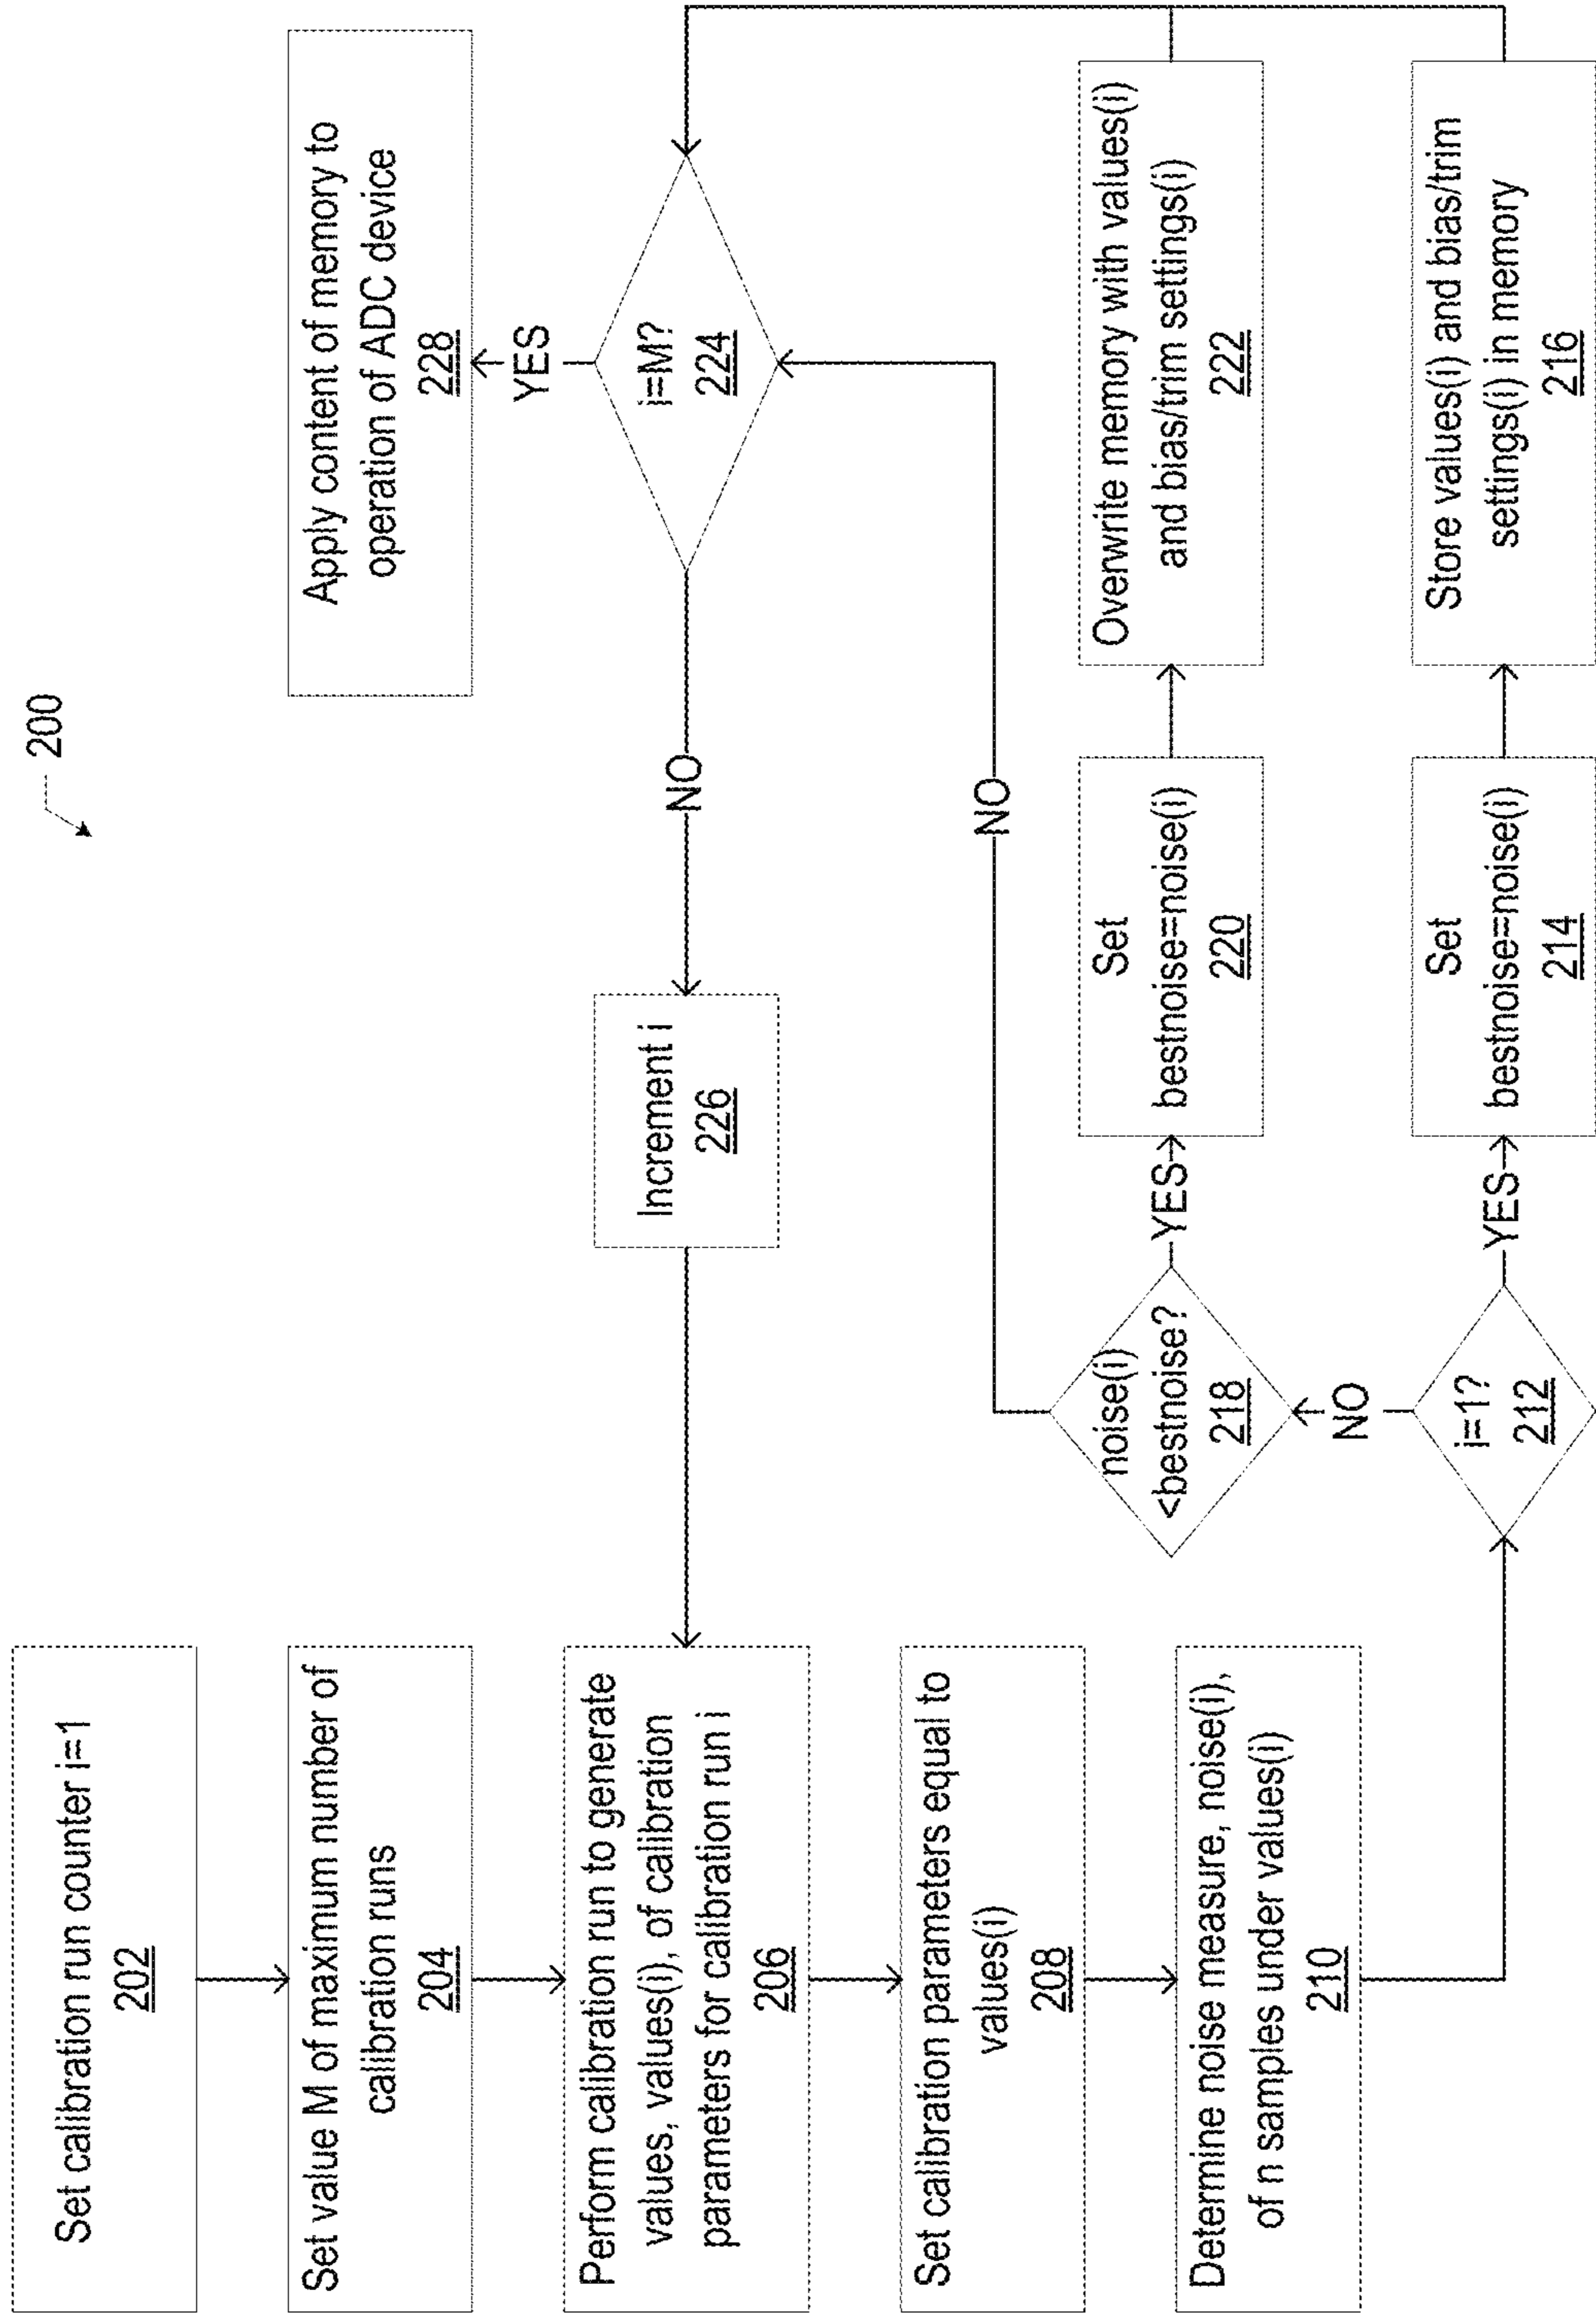 200
Set calibration run counter i=1
202
Set value M of maximum number of
calibration runs
204
Perform calibration run to generate
values, values(i), of calibration
parameters for calibration run i
206
Set calibration parameters equal to
values(i)
208
Determine noise measure, noise(i),
of n samples under values(i)
210
i=1?
212
YES
NO
Set
bestnoise=noise(i)
214
Store values(i) and bias/trim
settings(i) in memory
216
noise(i)
<bestnoise?
218
YES
NO
Set
bestnoise=noise(i)
220
Overwrite memory with values(i)
and bias/trim settings(i)
222
i=M?
224
NO
YES
Increment i
226
Apply content of memory to
operation of ADC device
228